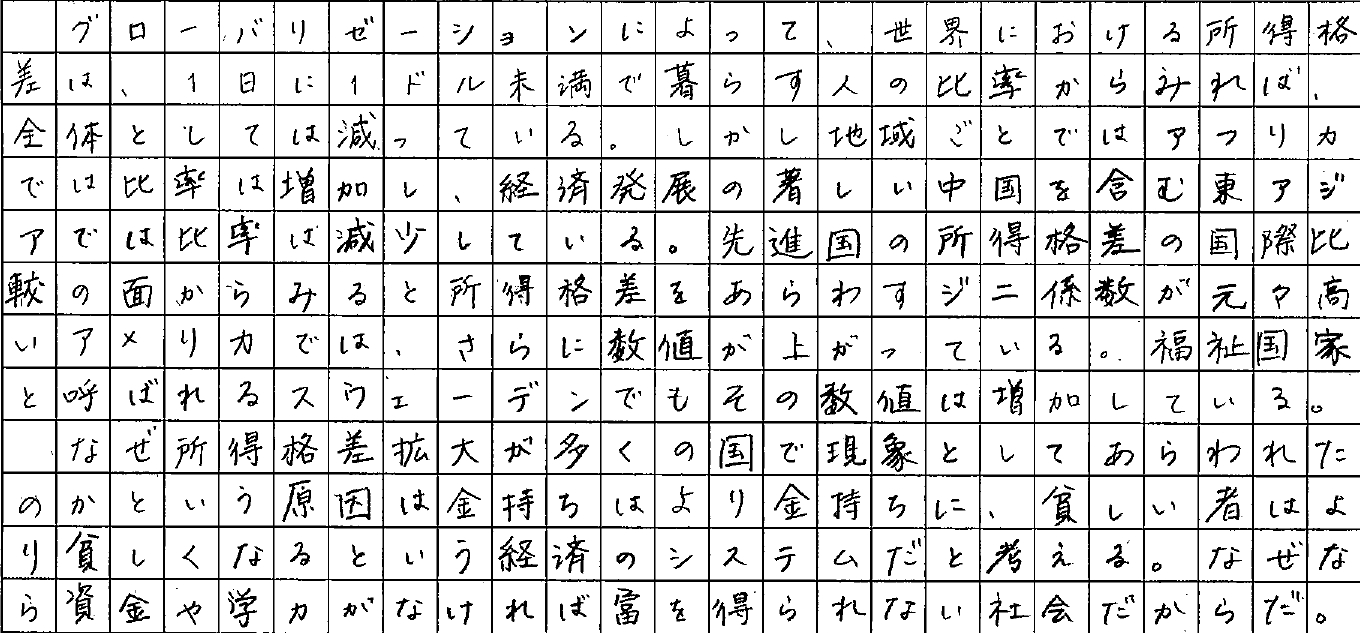 グローバリゼーションによって、世界における所得格
差は、1日に1ドル未満で暮らす人の比率からみれば、
全体としては減っている。しかし地域ごとではアフリカ
では比率は増加し、経済発展の著しい中国を含む東アジ
アでは比率は減少している。先進国の所得格差の国際比
較の面からみると所得格差をあらわすジニ係数が元々高
いアメリカでは、さらに数値が上がっている。福祉国家
と呼ばれるスウェーデンでもその数値は増加している。
なぜ所得格差拡大が多くの国で現象としてあらわれた
のかという原因は金持ちはより金持ちに、貧しい者はよ
り貧しくなるという経済のシステムだと考える。なぜな
ら資金や学力がなければ富を得られない社会だからだ。